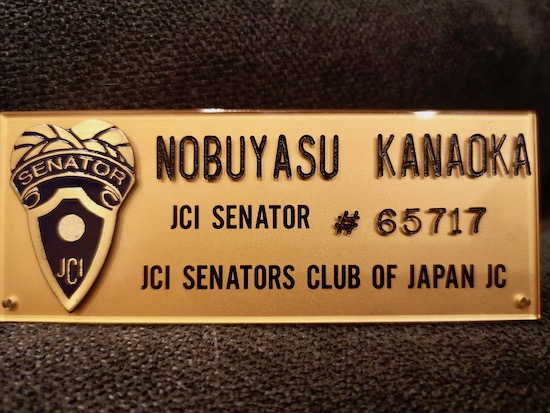 SENATOR
JCI
NOBUYASU KANAOKA
JCI SENATOR # 65717
JCI SENATORS CLUB OF JAPAN JC